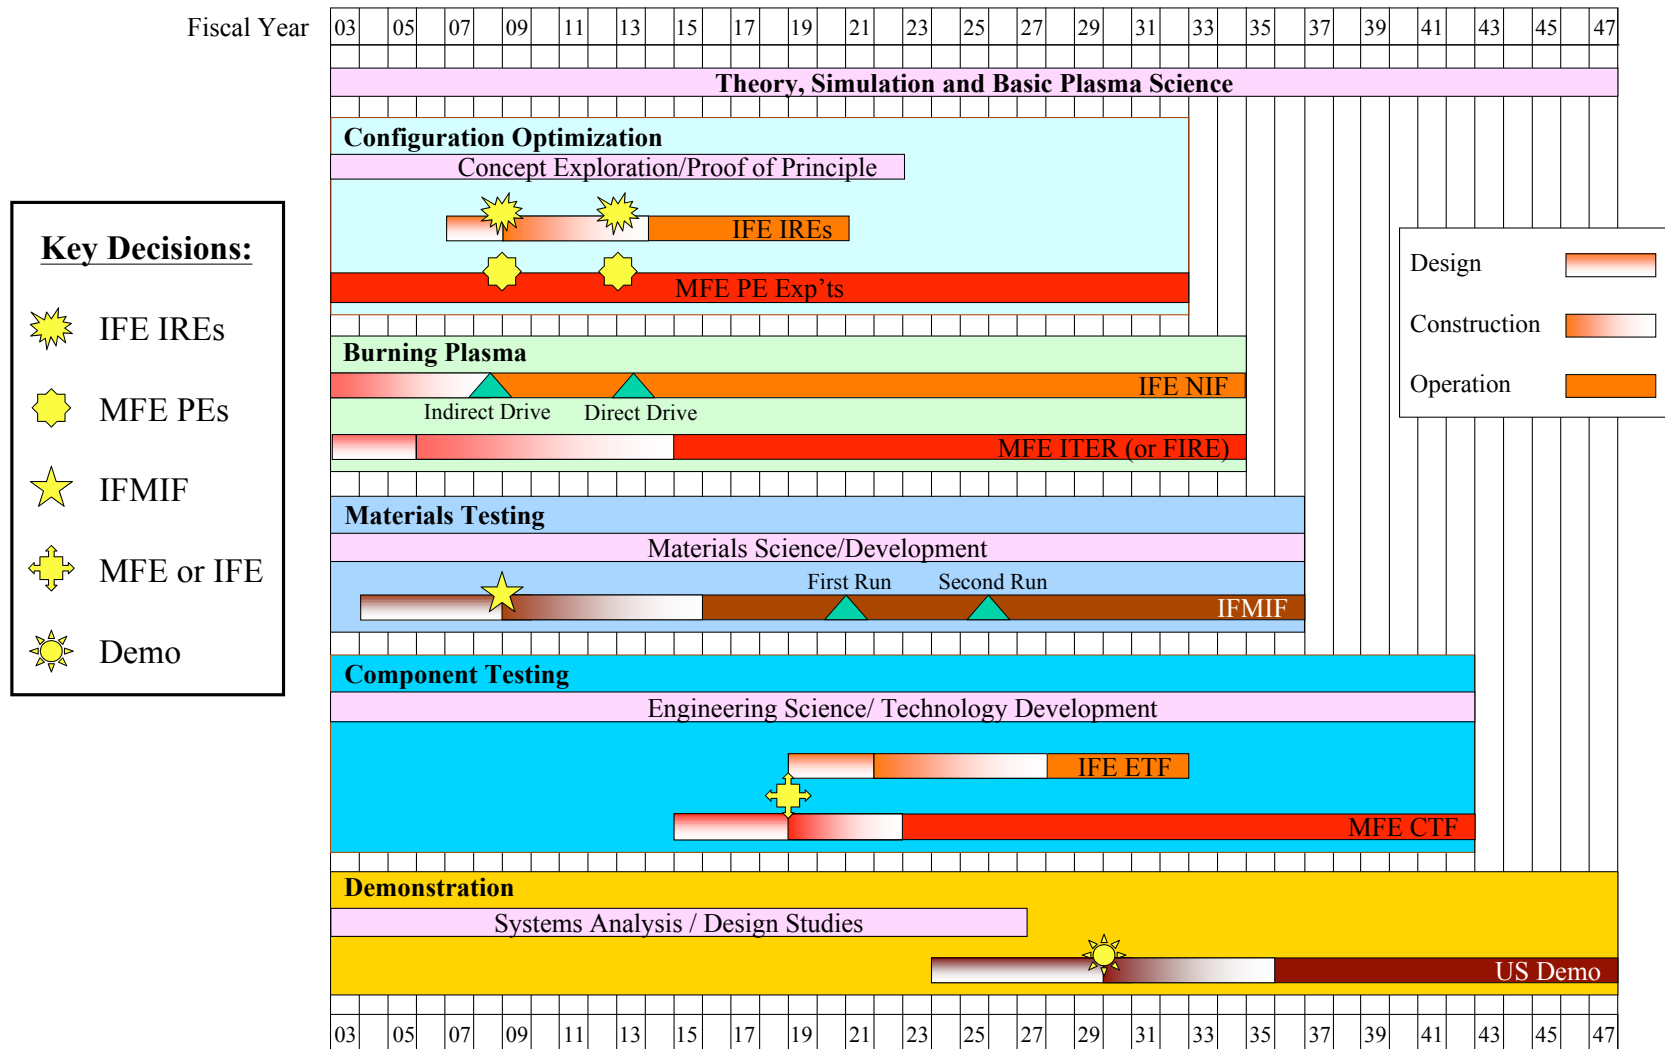 Fiscal Year 03 05 07 09 11 13 15 17 19 21 23 25 27 29 31 33 35 37 39 41 43 45 47
Theory, Simulation and Basic Plasma Science
Configuration Optimization
Concept Exploration/Proof of Principle
IFE IREs
MFE PE Exp'ts
Burning Plasma
IFE NIF
Indirect Drive Direct Drive
MFE ITER (or FIRE)
Materials Testing
Materials Science/Development
First Run Second Run
IFMIF
Component Testing
Engineering Science/ Technology Development
IFE ETF
MFE CTF
Demonstration
Systems Analysis / Design Studies
US Demo
03 05 07 09 11 13 15 17 19 21 23 25 27 29 31 33 35 37 39 41 43 45 47
Key Decisions:
IFE IREs
MFE PEs
IFMIF
MFE or IFE
Demo
Design
Construction
Operation